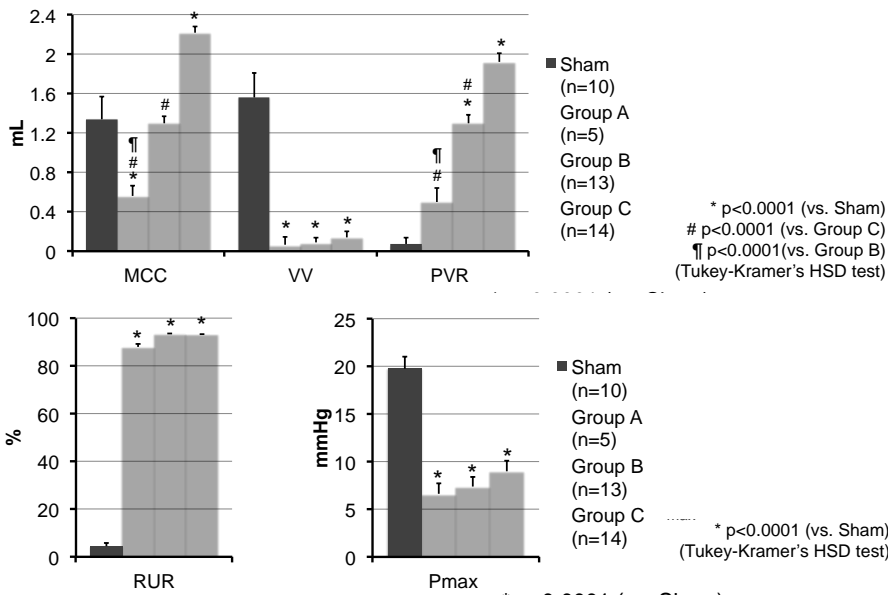 2.4
2
1.6
1.2
0.8
0.4
0
mL
¶
#
*
#
*
* * *
¶
#
#
*
*
MCC VV PVR
Sham
(n=10)
Group A
(n=5)
Group B
(n=13)
Group C
(n=14)
* p<0.0001 (vs. Sham)
# p<0.0001 (vs. Group C)
¶ p<0.0001(vs. Group B)
(Tukey-Kramer's HSD test)
100
80
60
40
20
0
%
* * *
RUR
25
20
15
10
5
0
mmHg
* * *
Pmax
Sham
(n=10)
Group A
(n=5)
Group B
(n=13)
Group C
(n=14)
* p<0.0001 (vs. Sham)
(Tukey-Kramer's HSD test)